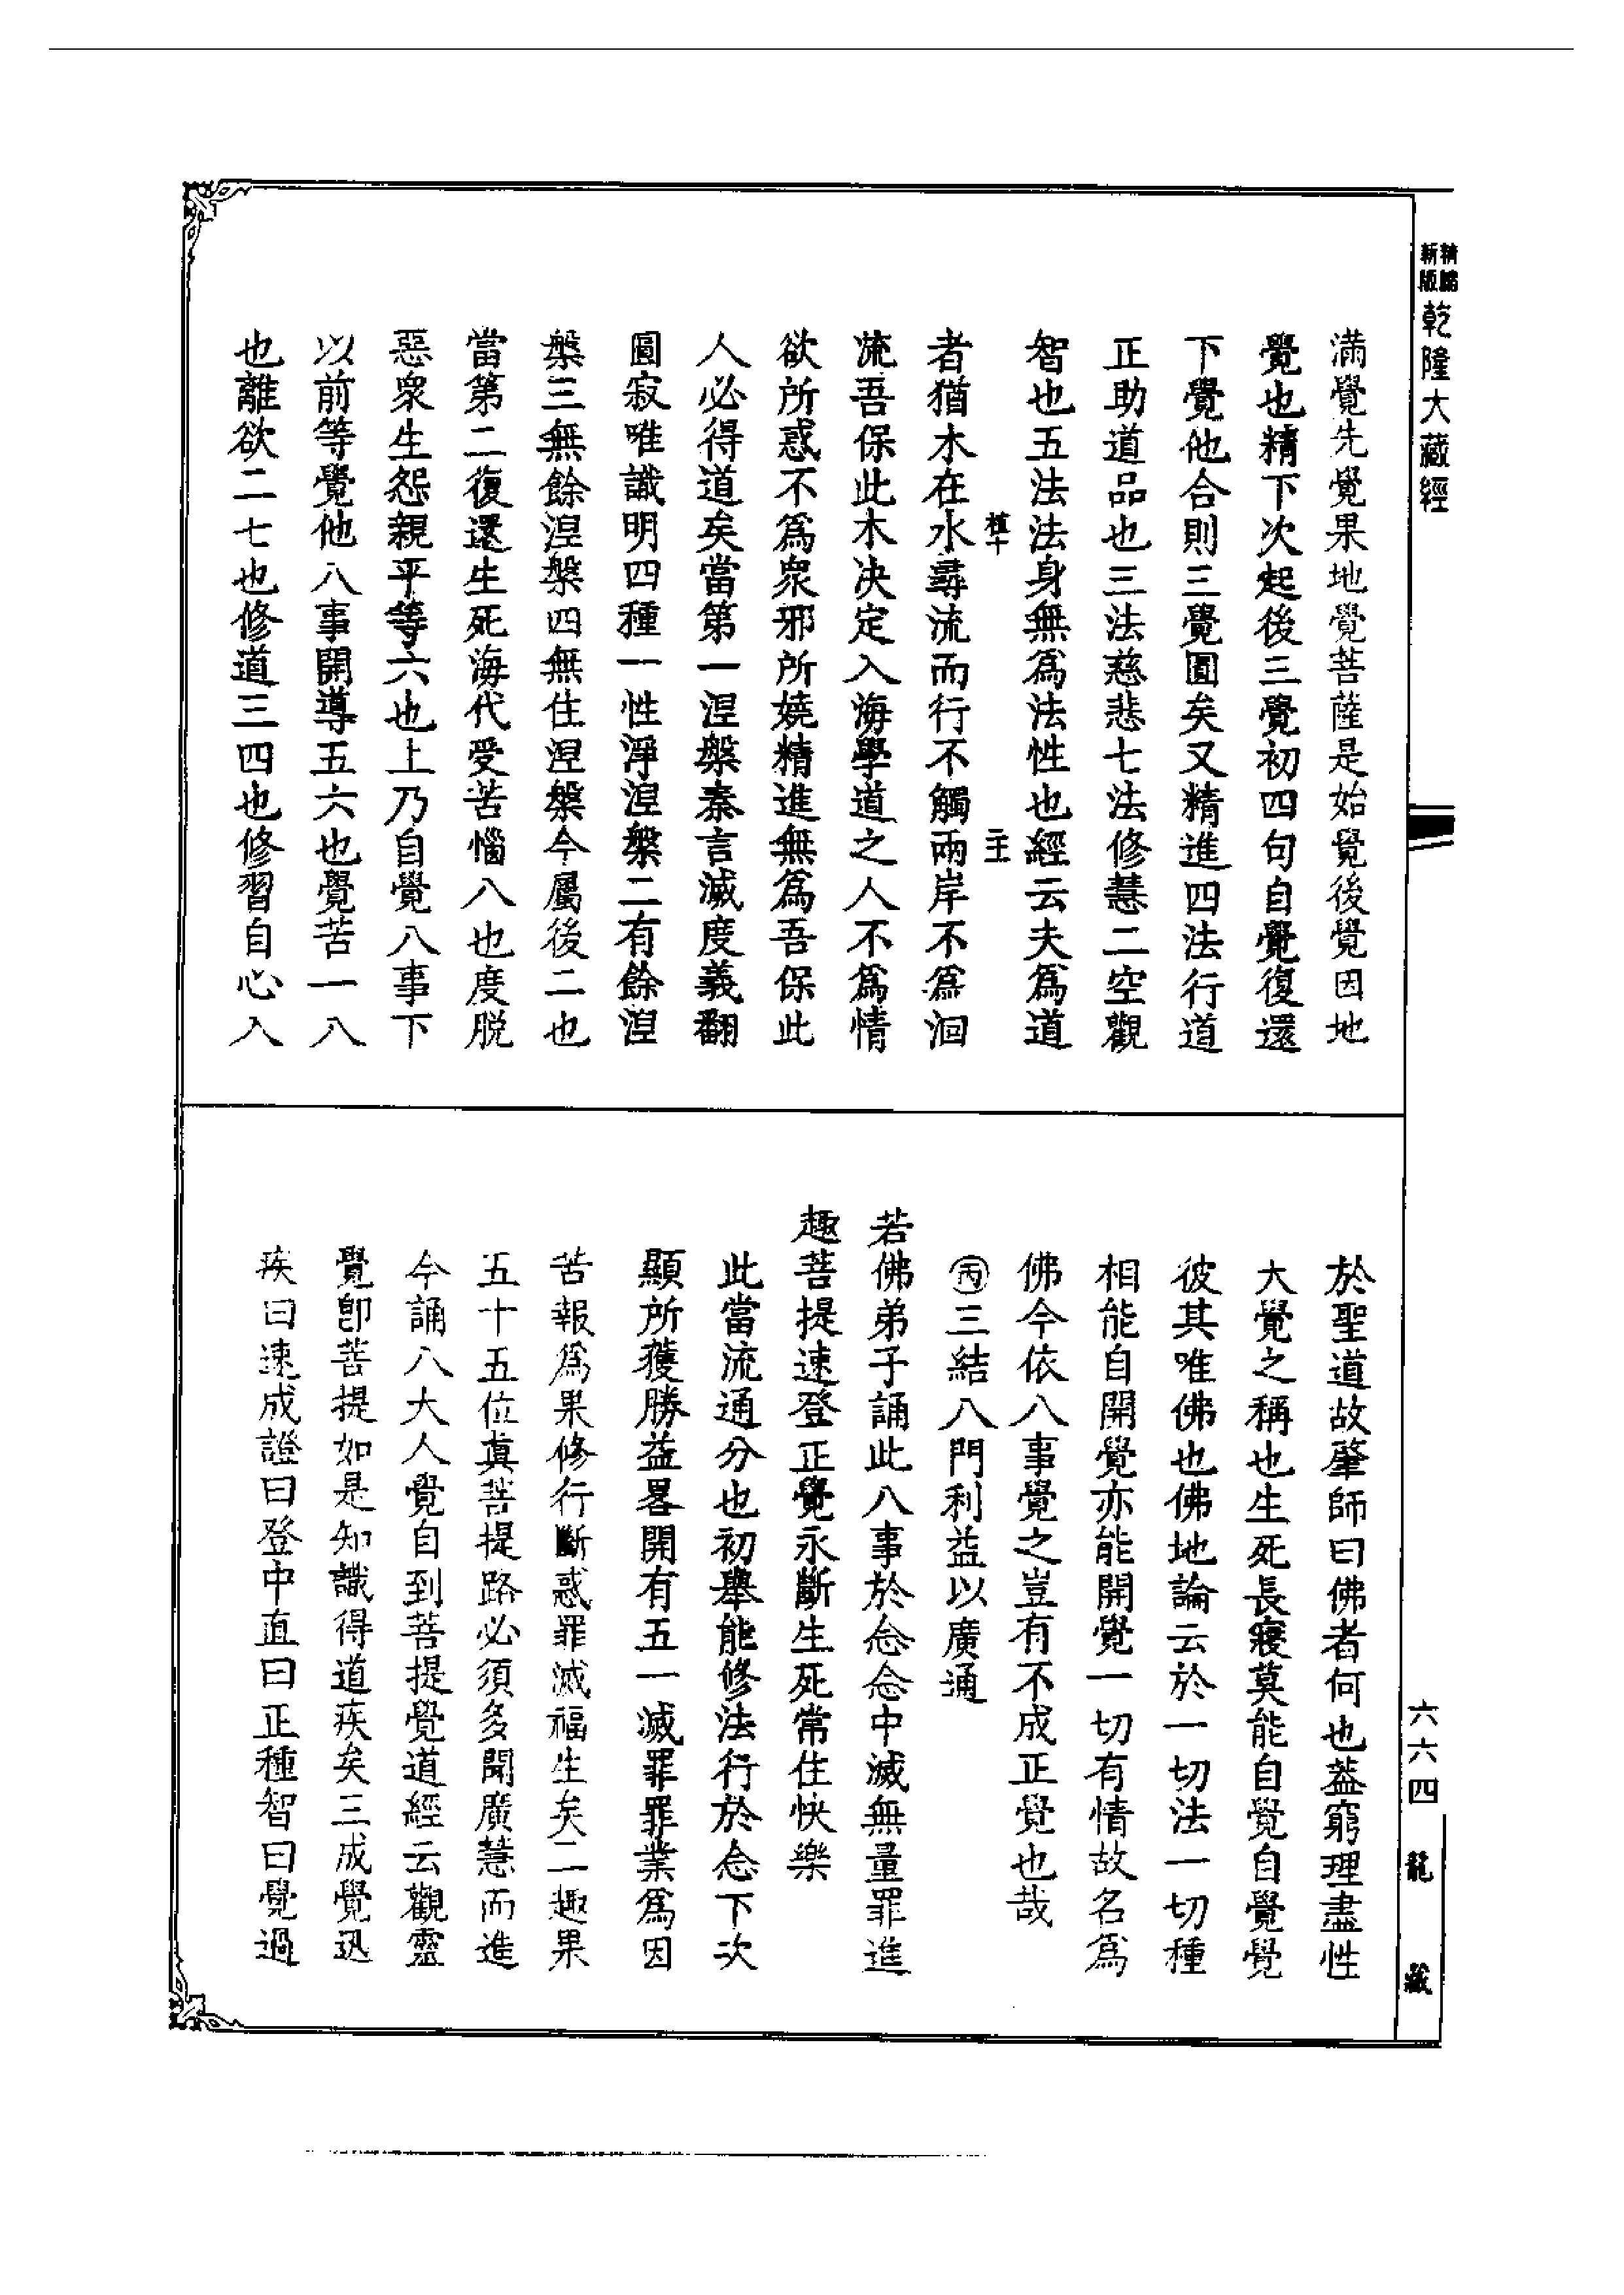 精編
新版
乾隆大藏經
滿覺先覺果地覺菩薩是始覺後覺因地
覺也精下次起後三覺初四句自覺復還
下覺他合則三覺圓矣又精進四法行道
正助道品也三法慈悲七法修慧二空觀
智也五法法身無爲法性也經云夫爲道
者猶木在水尋流而行不觸兩岸不爲洄
流吾保此木決定入海學道之人不爲情
欲所惑不爲衆邪所嬈精進無爲吾保此
人必得道矣當第一涅槃秦言滅度義翻
圓寂唯識明四種一性淨涅槃二有餘涅
槃三無餘涅槃四無住涅槃今屬後二也
當第二復還生死海代受苦惱八也度脱
惡衆生怨親平等六也上乃自覺八事下
以前等覺他八事開導五六也覺苦一八
也離欲二七也修道三四也修習自心入
於聖道故肇師曰佛者何也葢窮理盡性
大覺之稱也生死長寢莫能自覺自覺覺
彼其唯佛也佛地論云於一切法一切種
相能自開覺亦能開覺一切有情故名爲
佛今依八事覺之豈有不成正覺也哉
㊅三結八門利益以廣通
若佛弟子誦此八事於念念中滅無量罪進
趣菩提速登正覺永斷生死常住快樂
此當流通分也初舉能修法行於念下次
顯所獲勝益畧開有五一滅罪罪業爲因
苦報爲果修行斷惑罪滅福生矣二趣果
五十五位眞菩提路必須多聞廣慧而進
今誦八大人覺自到菩提覺道經云觀靈
覺卽菩提如是知識得道疾矣三成覺迅
疾曰速成證曰登中直曰正種智曰覺過
六六四
龍藏